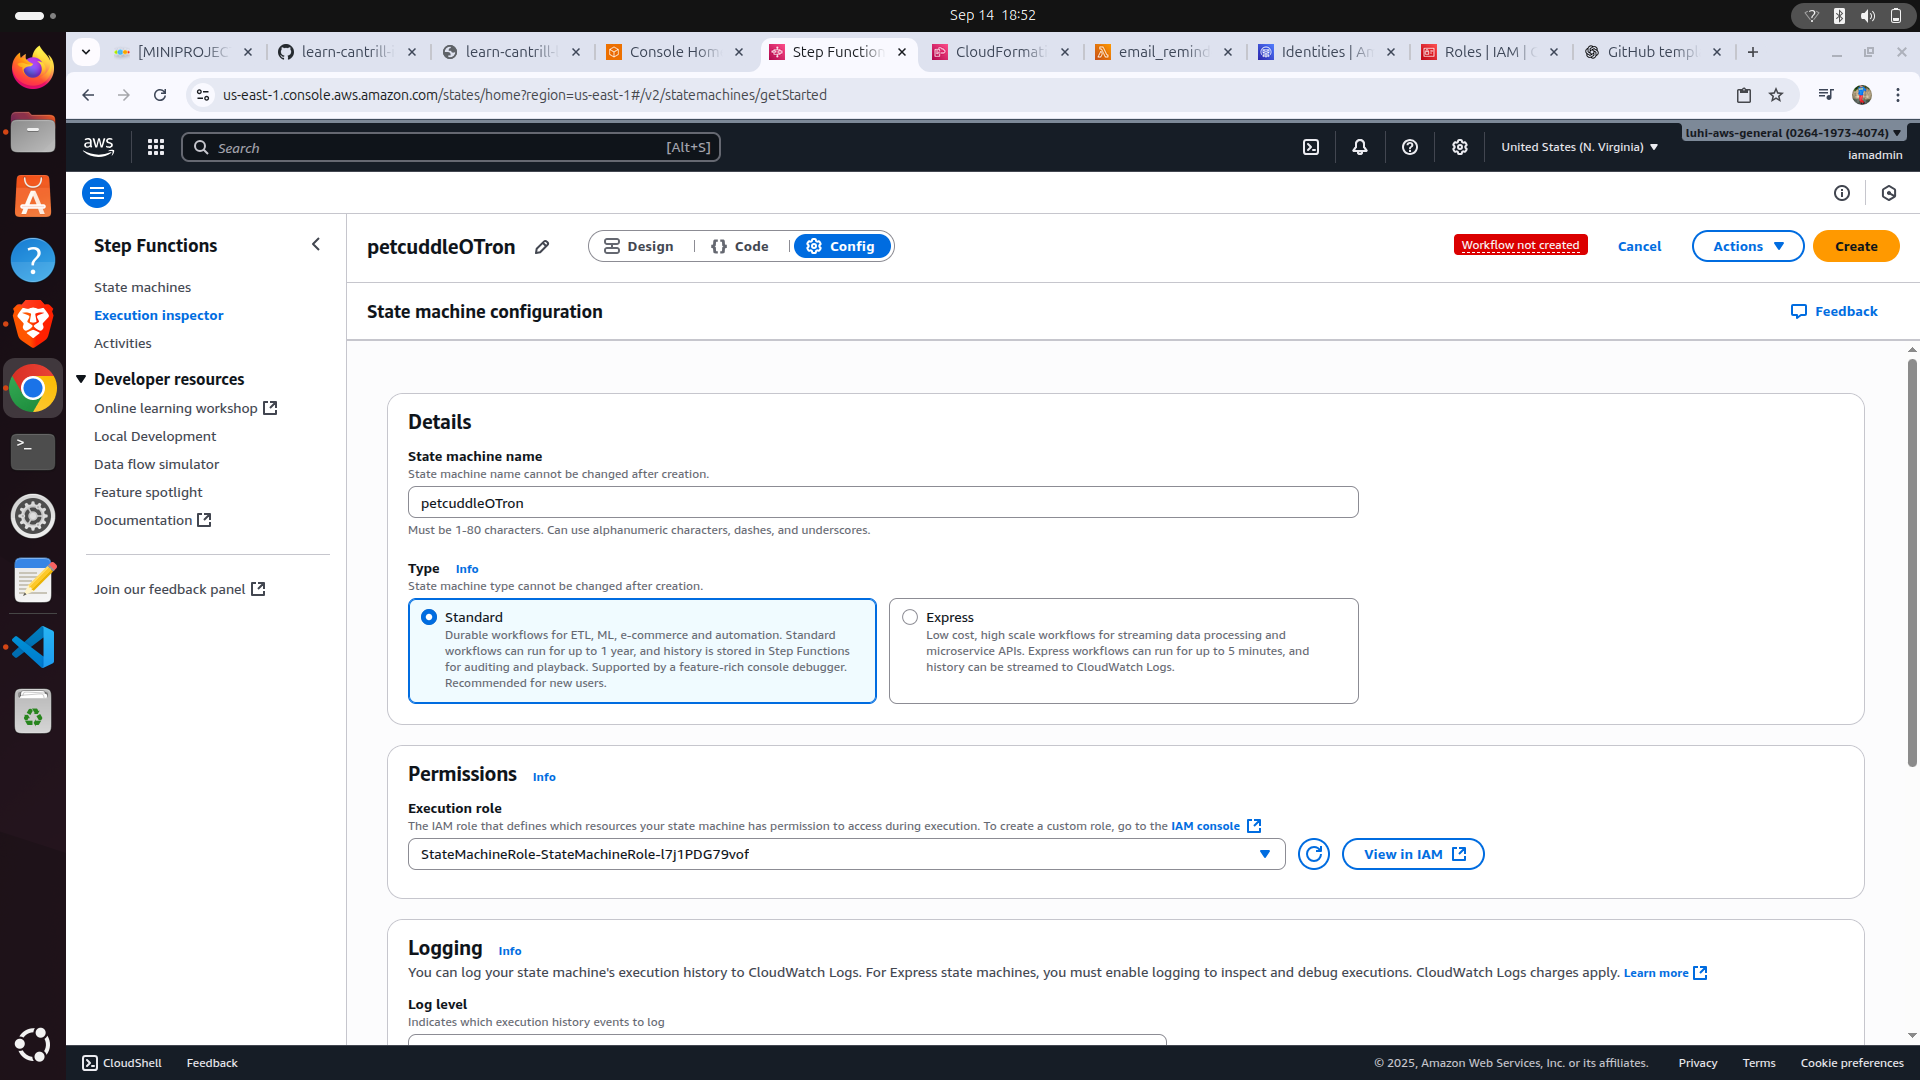 Sep 14 18:52
[MINIPROJEC
learn-cantrill-i
learn-cantrill-
Console Hom
Step Function
CloudFormati
email_remind
Identities | Am
Roles | IAM |
GitHub templ
us-east-1.console.aws.amazon.com/states/home?region=us-east-1#/v2/statemachines/getStarted
aws
Search
[Alt+S]
United States (N. Virginia)
luhi-aws-general (0264-1973-4074)
iamadmin
Step Functions
petcuddleOTron
Design
Code
Config
Workflow not created
Cancel
Actions
Create
State machines
Execution inspector
Activities
Developer resources
Online learning workshop
Local Development
Data flow simulator
Feature spotlight
Documentation
Join our feedback panel
State machine configuration
Feedback
Details
State machine name
State machine name cannot be changed after creation.
petcuddleOTron
Must be 1-80 characters. Can use alphanumeric characters, dashes, and underscores.
Type Info
State machine type cannot be changed after creation.
Standard
Durable workflows for ETL, ML, e-commerce and automation. Standard
workflows can run for up to 1 year, and history is stored in Step Functions
for auditing and playback. Supported by a feature-rich console debugger.
Recommended for new users.
Express
Low cost, high scale workflows for streaming data processing and
microservice APIs. Express workflows can run for up to 5 minutes, and
history can be streamed to CloudWatch Logs.
Permissions Info
Execution role
The IAM role that defines which resources your state machine has permission to access during execution. To create a custom role, go to the IAM console
StateMachineRole-StateMachineRole-l7j1PDG79vof
View in IAM
Logging Info
You can log your state machine's execution history to CloudWatch Logs. For Express state machines, you must enable logging to inspect and debug executions. CloudWatch Logs charges apply. Learn more
Log level
Indicates which execution history events to log
CloudShell
Feedback
© 2025, Amazon Web Services, Inc. or its affiliates.
Privacy
Terms
Cookie preferences